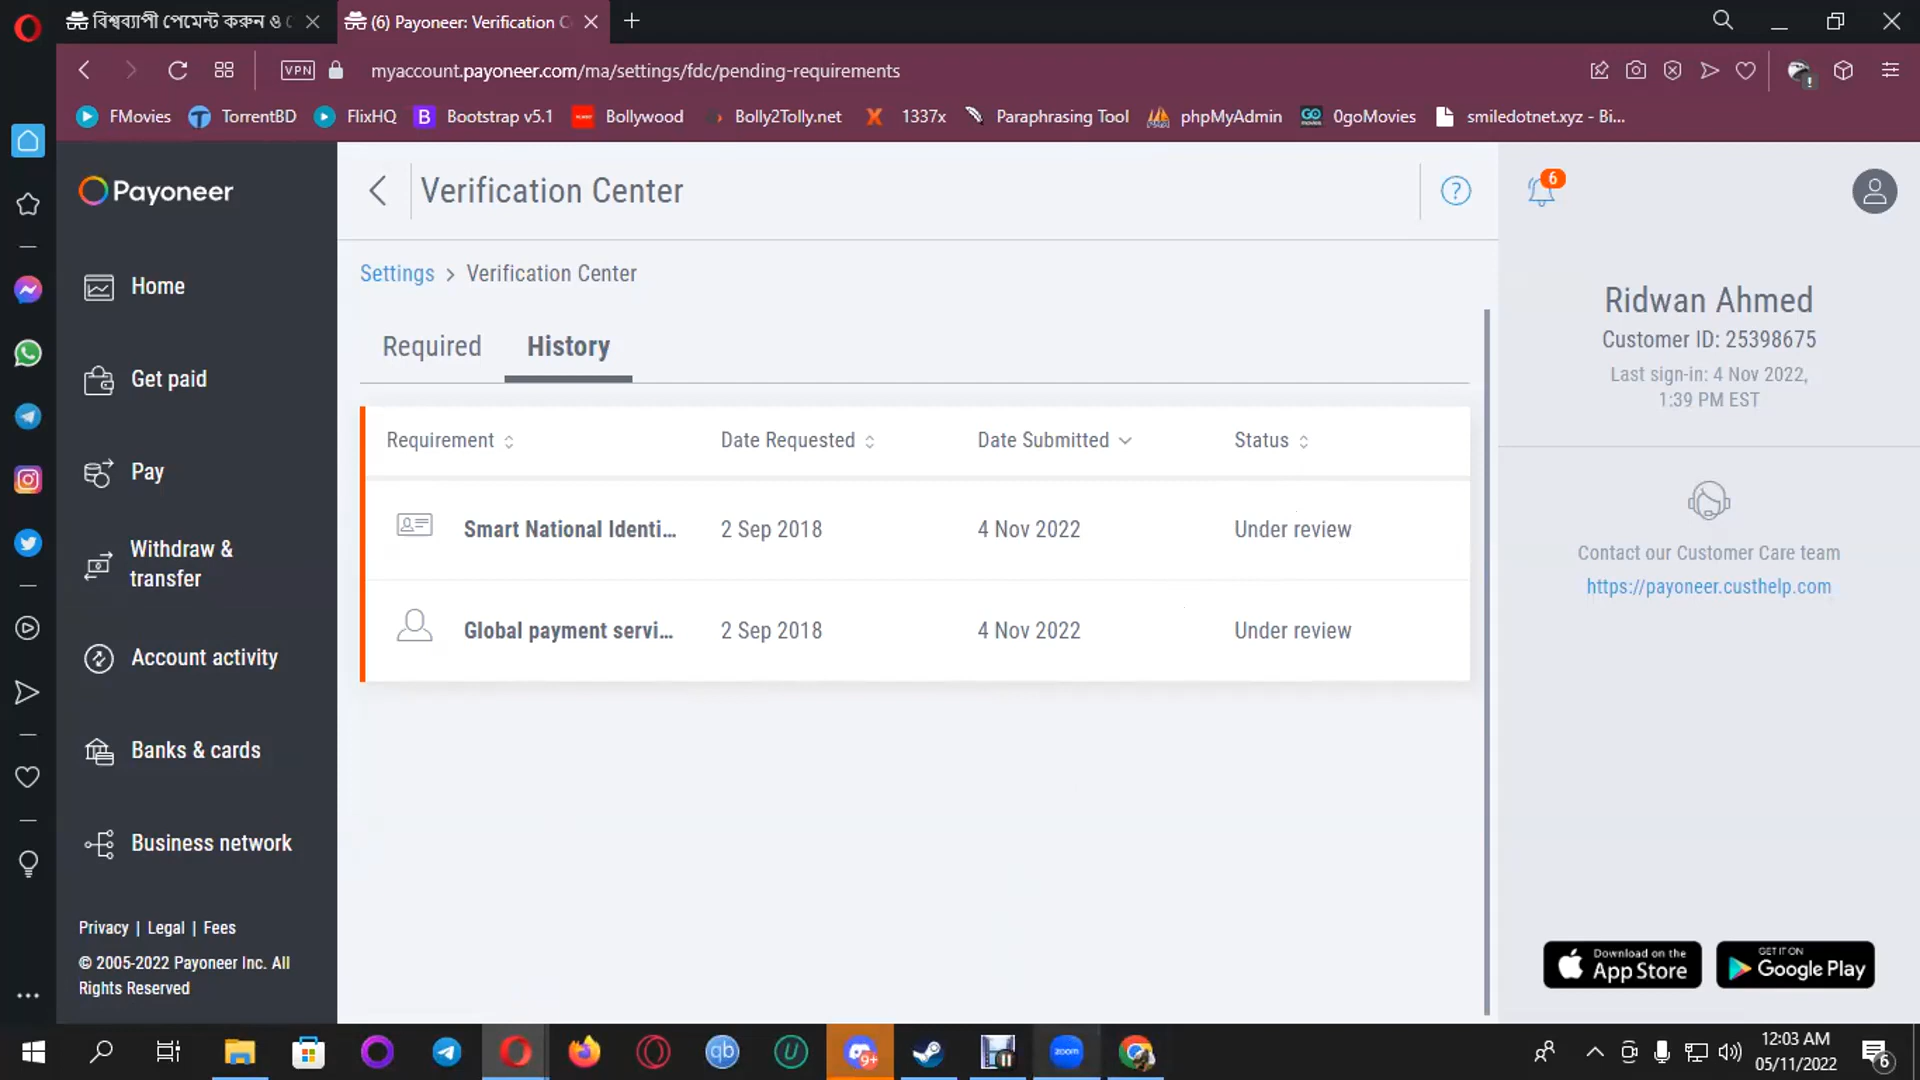 বিশ্বব্যাপী পেমেন্ট করুন ও
(6) Payoneer: Verification C
VPN
myaccount.payoneer.com/ma/settings/fdc/pending-requirements
FMovies
TorrentBD
FlixHQ
B
Bootstrap v5.1
Bollywood
Bolly2Tolly.net
X
1337x
Paraphrasing Tool
phpMyAdmin
GO
0goMovies
smiledotnet.xyz - Bi...
Payoneer
Home
Get paid
Pay
Withdraw &
transfer
Account activity
Banks & cards
Business network
Privacy | Legal | Fees
© 2005-2022 Payoneer Inc. All
Rights Reserved
Verification Center
?
Settings > Verification Center
Required
History
Requirement
Date Requested
Date Submitted
Status
Smart National Identi...
2 Sep 2018
4 Nov 2022
Under review
Global payment servi...
2 Sep 2018
4 Nov 2022
Under review
6
Ridwan Ahmed
Customer ID: 25398675
Last sign-in: 4 Nov 2022,
1:39 PM EST
Contact our Customer Care team
https://payoneer.custhelp.com
Download on the
App Store
GET IT ON
Google Play
qb
U
9+
zoom
12:03 AM
05/11/2022
6